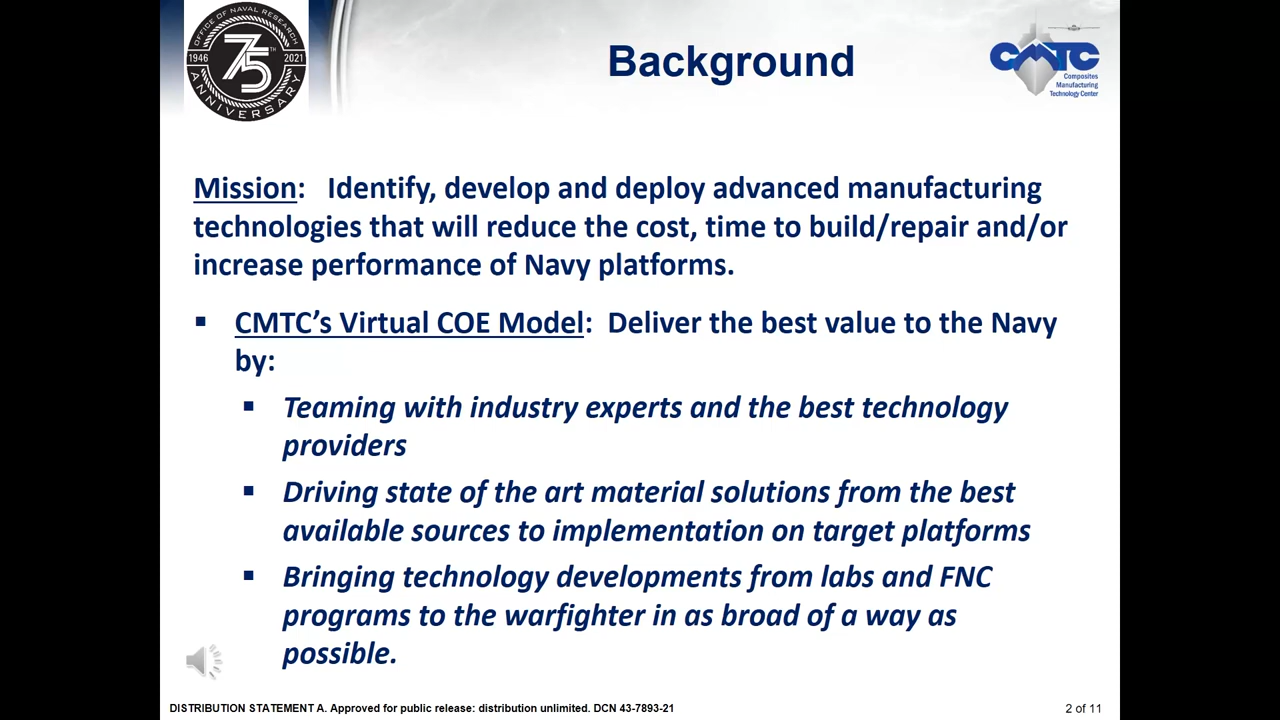 OFFICE OF NAVAL RESEARCH
1946 75TH 2021
ANNIVERSARY
Background
CMTC
Composites
Manufacturing
Technology Center
Mission:   Identify, develop and deploy advanced manufacturing
technologies that will reduce the cost, time to build/repair and/or
increase performance of Navy platforms.
▪ CMTC’s Virtual COE Model:  Deliver the best value to the Navy
by:
▪ Teaming with industry experts and the best technology
providers
▪ Driving state of the art material solutions from the best
available sources to implementation on target platforms
▪ Bringing technology developments from labs and FNC
programs to the warfighter in as broad of a way as
possible.
DISTRIBUTION STATEMENT A. Approved for public release: distribution unlimited. DCN 43-7893-21
2 of 11